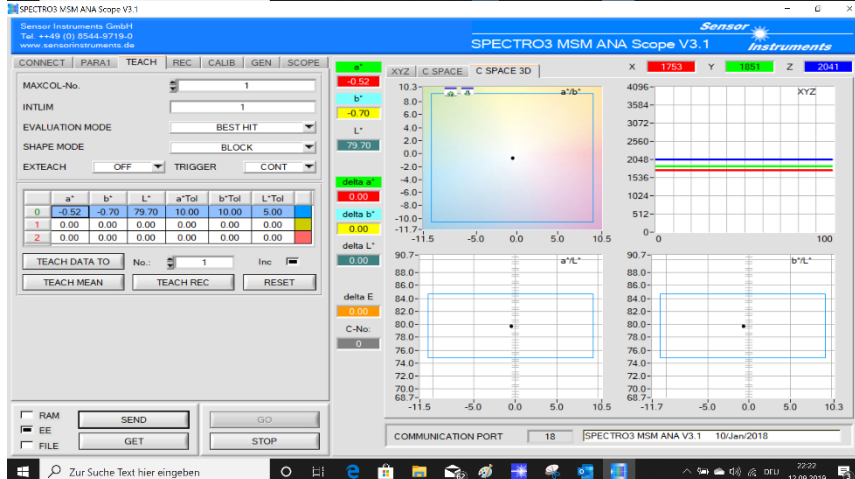 SPECTRO3 MSM ANA Scope V3.1
Sensor Instruments GmbH
Tel. ++49 (0) 8544-9719-0
www.sensorinstruments.de
SPECTRO3 MSM ANA Scope V3.1
Sensor
Instruments
CONNECT PARA1 TEACH REC CALIB GEN SCOPE
MAXCOL-No. 1
INTLIM 1
EVALUATION MODE BEST HIT
SHAPE MODE BLOCK
EXTEACH OFF TRIGGER CONT
a* b* L* a*Tol b*Tol L*Tol
0 -0.52 -0.70 79.70 10.00 10.00 5.00
1 0.00 0.00 0.00 0.00 0.00 0.00
2 0.00 0.00 0.00 0.00 0.00 0.00
TEACH DATA TO No.: 1 Inc
TEACH MEAN TEACH REC RESET
RAM
EE
FILE
SEND GO
GET STOP
a*
-0.52
b*
-0.70
L*
79.70
delta a*
0.00
delta b*
0.00
delta L*
0.00
delta E
0.00
C-No:
0
XYZ C SPACE C SPACE 3D
X 1753 Y 1851 Z 2041
a*/b*
10.3
8.0
6.0
4.0
2.0
0.0
-2.0
-4.0
-6.0
-8.0
-10.0
-11.7
-11.5 -5.0 0.0 5.0 10.5
XYZ
4096
3584
3072
2560
2048
1536
1024
512
0
0 100
a*/L*
90.7
88.0
86.0
84.0
82.0
80.0
78.0
76.0
74.0
72.0
70.0
68.7
-11.5 -5.0 0.0 5.0 10.5
b*/L*
90.7
88.0
86.0
84.0
82.0
80.0
78.0
76.0
74.0
72.0
70.0
68.7
-11.7 -5.0 0.0 5.0 10.3
COMMUNICATION PORT 18 SPECTRO3 MSM ANA V3.1 10/Jan/2018
Zur Suche Text hier eingeben
DEU
22:22
12.09.2019